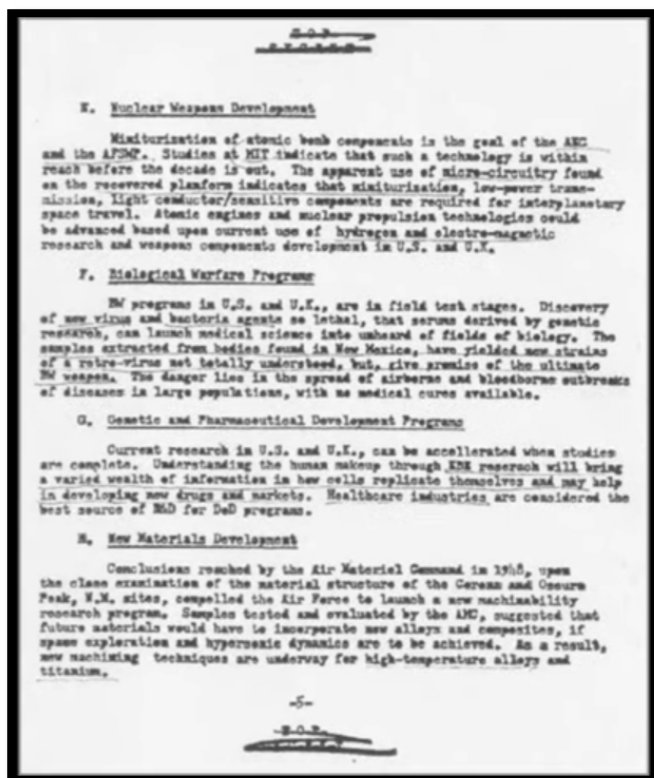 TOP
SECRET
E. Nuclear Weapons Development
Miniturization of atomic bomb components is the goal of the AEC
and the AFSWP. Studies at MIT indicate that such a technology is within
reach before the decade is out. The apparent use of micro-circuitry found
on the recovered planform indicates that miniturization, low-power trans-
mission, light conductor/sensitive components are required for interplanetary
space travel. Atomic engines and nuclear propulsion technologies could
be advanced based upon current use of hydrogen and electro-magnetic
research and weapons components development in U.S. and U.K.
F. Biological Warfare Programs
BW programs in U.S. and U.K., are in field test stages. Discovery
of new virus and bacteria agents so lethal, that serums derived by genetic
research, can launch medical science into unheard of fields of biology. The
samples extracted from bodies found in New Mexico, have yielded new strains
of a retro-virus not totally understood, but, give promise of the ultimate
BW weapon. The danger lies in the spread of airborne and bloodborne outbreaks
of diseases in large populations, with no medical cures available.
G. Genetic and Pharmaceutical Development Programs
Current research in U.S. and U.K., can be accellerated when studies
are complete. Understanding the human makeup through research will bring
a varied wealth of information in how cells replicate themselves and may help
in developing new drugs and markets. Healthcare industries are considered the
best source of R&D for DoD programs.
H. New Materials Development
Conclusions reached by the Air Materiel Command in 1948, upon
the close examination of the material structure of the and Oscura
Peak, N.M. sites, compelled the Air Force to launch a new machinability
research program. Samples tested and evaluated by the AMC, suggested that
future materials would have to incorporate new alloys and composites, if
space exploration and hypersonic dynamics are to be achieved. As a result,
new machining techniques are underway for high-temperature alloys and
titanium.
-5-
TOP